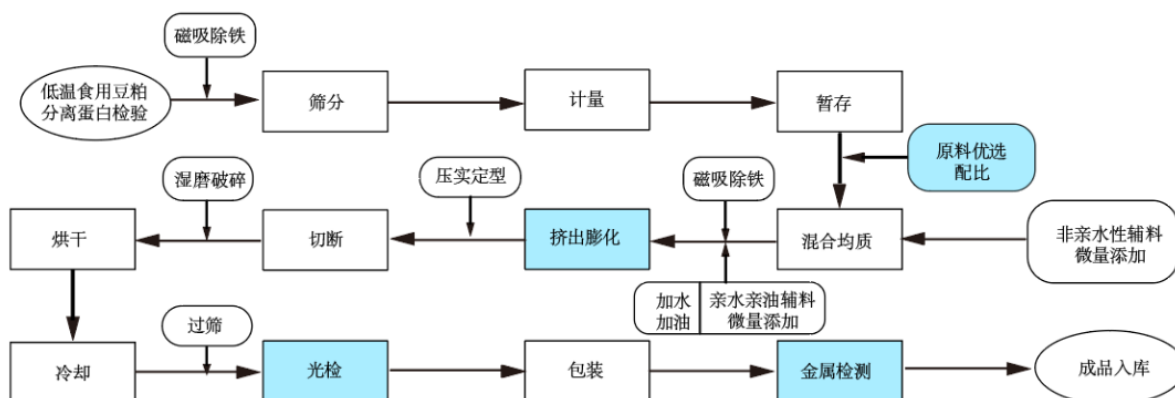 磁吸除铁
低温食用豆粕
分离蛋白检验
筛分
计量
暂存
原料优选
配比
湿磨破碎
压实定型
磁吸除铁
烘干
切断
挤出膨化
混合均质
非亲水性辅料
微量添加
加水
加油
亲水亲油辅料
微量添加
过筛
冷却
光检
包装
金属检测
成品入库